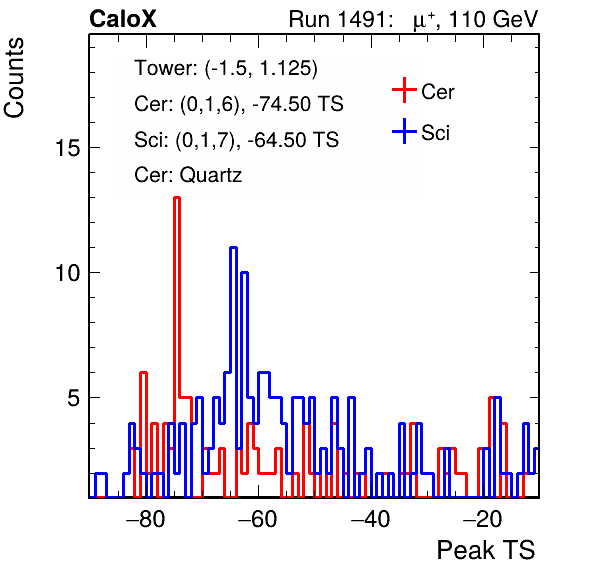 CaloX Run 1491: μ⁺, 110 GeV
Counts
Tower: (-1.5, 1.125)
Cer: (0,1,6), -74.50 TS
Sci: (0,1,7), -64.50 TS
Cer: Quartz
Cer
Sci
15
10
5
−80 −60 −40 −20
Peak TS